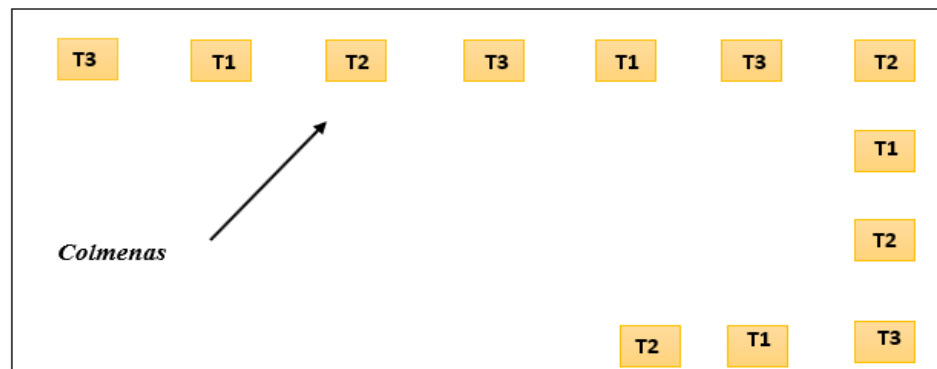 T3 T1 T2 T3 T1 T3 T2
T1
T2
Colmenas
T2 T1 T3